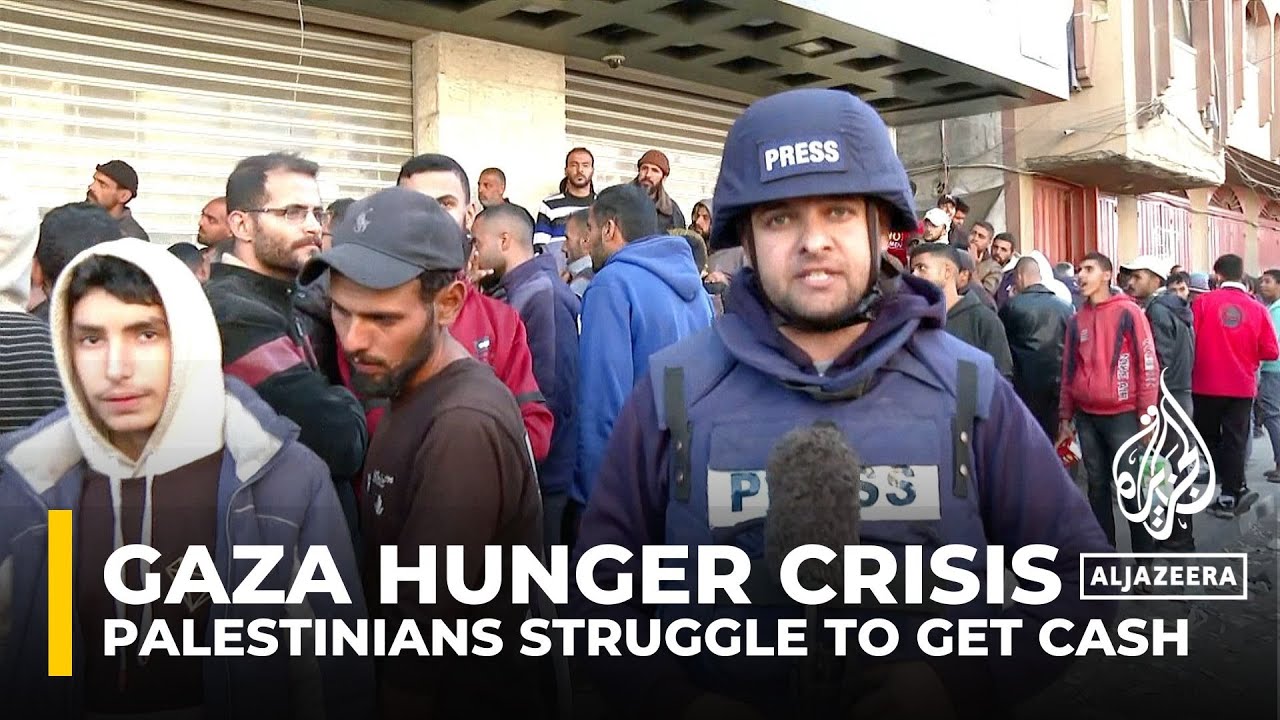 PRESS
PRESS
GAZA HUNGER CRISIS
PALESTINIANS STRUGGLE TO GET CASH
الجزيرة
ALJAZEERA